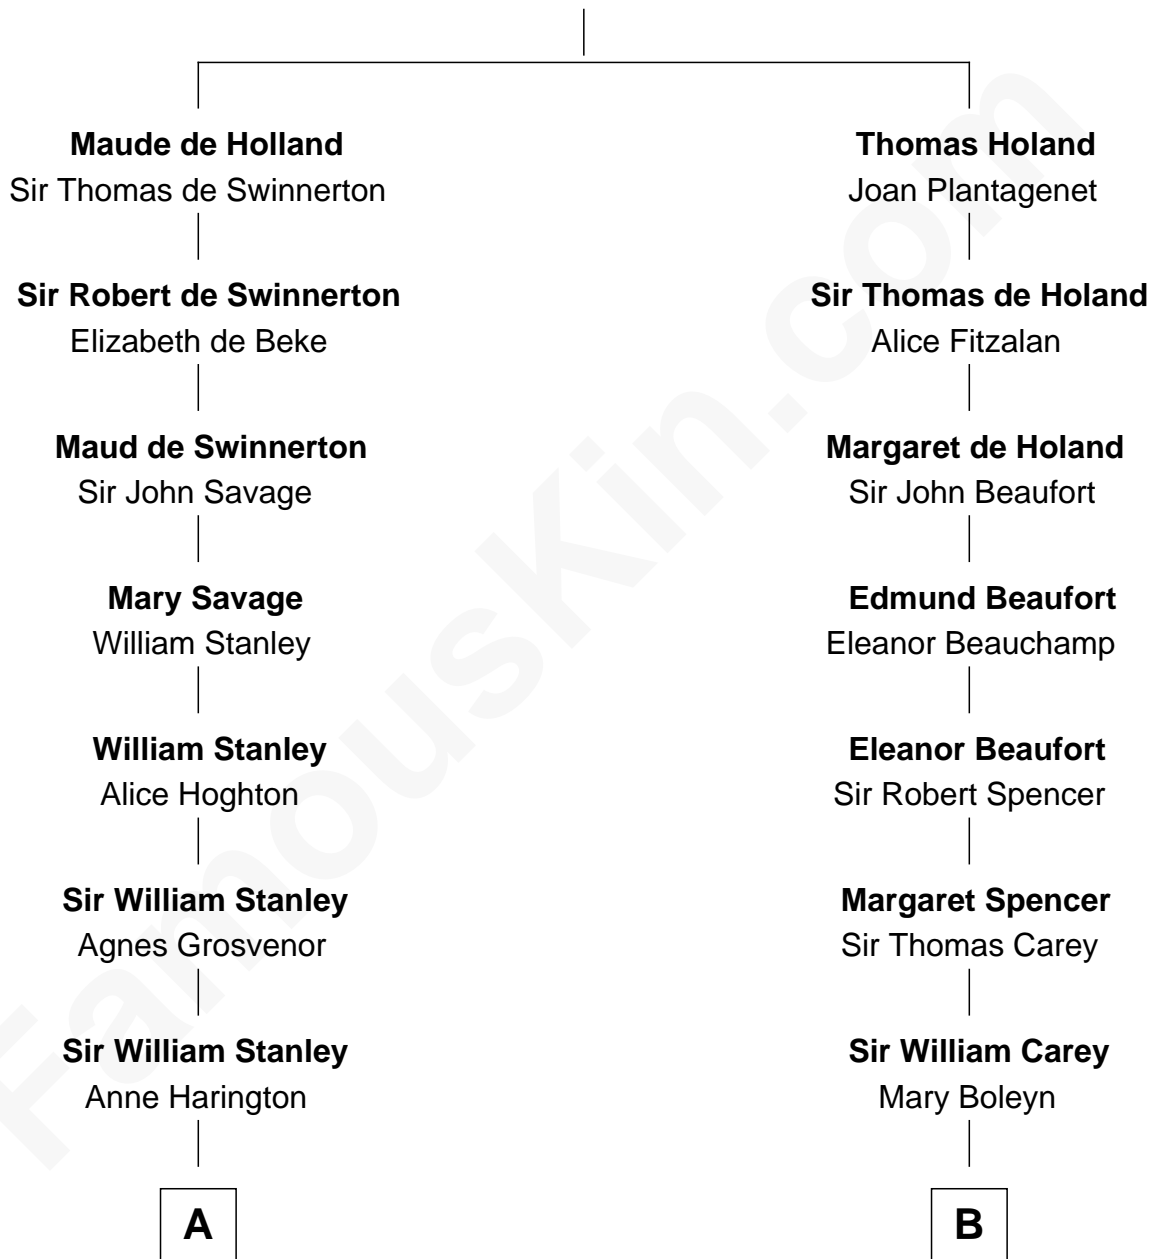 Maude de Holland
Sir Thomas de Swinnerton
Sir Robert de Swinnerton
Elizabeth de Beke
Maud de Swinnerton
Sir John Savage
Mary Savage
William Stanley
William Stanley
Alice Hoghton
Sir William Stanley
Agnes Grosvenor
Sir William Stanley
Anne Harington
A
Thomas Holand
Joan Plantagenet
Sir Thomas de Holand
Alice Fitzalan
Margaret de Holand
Sir John Beaufort
Edmund Beaufort
Eleanor Beauchamp
Eleanor Beaufort
Sir Robert Spencer
Margaret Spencer
Sir Thomas Carey
Sir William Carey
Mary Boleyn
B
FamousKin.com